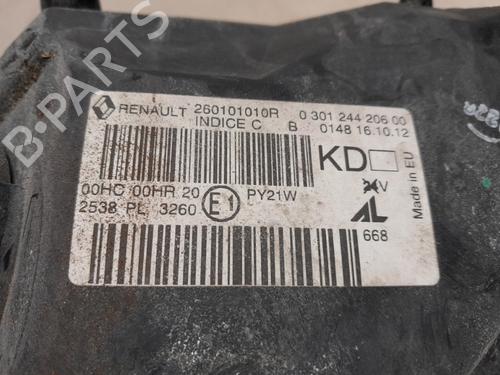 RENAULT 260101010R 0 301 244 206 00
INDICE C B 0148 16.10.12
KD
00HC 00HR 20 PY21W
2538 PL 3260 E1
AL
668
Made in EU
B-PARTS